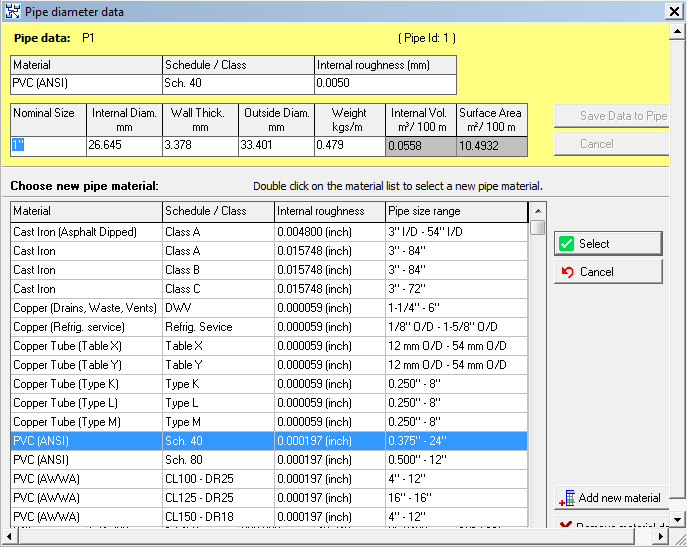 Pipe diameter data
Pipe data: P1 ( Pipe Id: 1 )
Material Schedule / Class Internal roughness (mm)
PVC (ANSI) Sch. 40 0.0050
Nominal Size Internal Diam. mm Wall Thick. mm Outside Diam. mm Weight kgs/m Internal Vol. m³/ 100 m Surface Area m²/ 100 m
1" 26.645 3.378 33.401 0.479 0.0558 10.4932
Save Data to Pipe
Cancel
Choose new pipe material: Double click on the material list to select a new pipe material.
Material Schedule / Class Internal roughness Pipe size range
Cast Iron (Asphalt Dipped) Class A 0.004800 (inch) 3" I/D - 54" I/D
Cast Iron Class A 0.015748 (inch) 3" - 84"
Cast Iron Class B 0.015748 (inch) 3" - 84"
Cast Iron Class C 0.015748 (inch) 3" - 72"
Copper (Drains, Waste, Vents) DWV 0.000059 (inch) 1-1/4" - 6"
Copper (Refrig. service) Refrig. Sevice 0.000059 (inch) 1/8" O/D - 1-5/8" O/D
Copper Tube (Table X) Table X 0.000059 (inch) 12 mm O/D - 54 mm O/D
Copper Tube (Table Y) Table Y 0.000059 (inch) 12 mm O/D - 54 mm O/D
Copper Tube (Type K) Type K 0.000059 (inch) 0.250" - 8"
Copper Tube (Type L) Type L 0.000059 (inch) 0.250" - 8"
Copper Tube (Type M) Type M 0.000059 (inch) 0.250" - 8"
PVC (ANSI) Sch. 40 0.000197 (inch) 0.375" - 24"
PVC (ANSI) Sch. 80 0.000197 (inch) 0.500" - 12"
PVC (AWWA) CL100 - DR25 0.000197 (inch) 4" - 12"
PVC (AWWA) CL125 - DR25 0.000197 (inch) 16" - 16"
PVC (AWWA) CL150 - DR18 0.000197 (inch) 4" - 12"
Select
Cancel
Add new material
Remove material